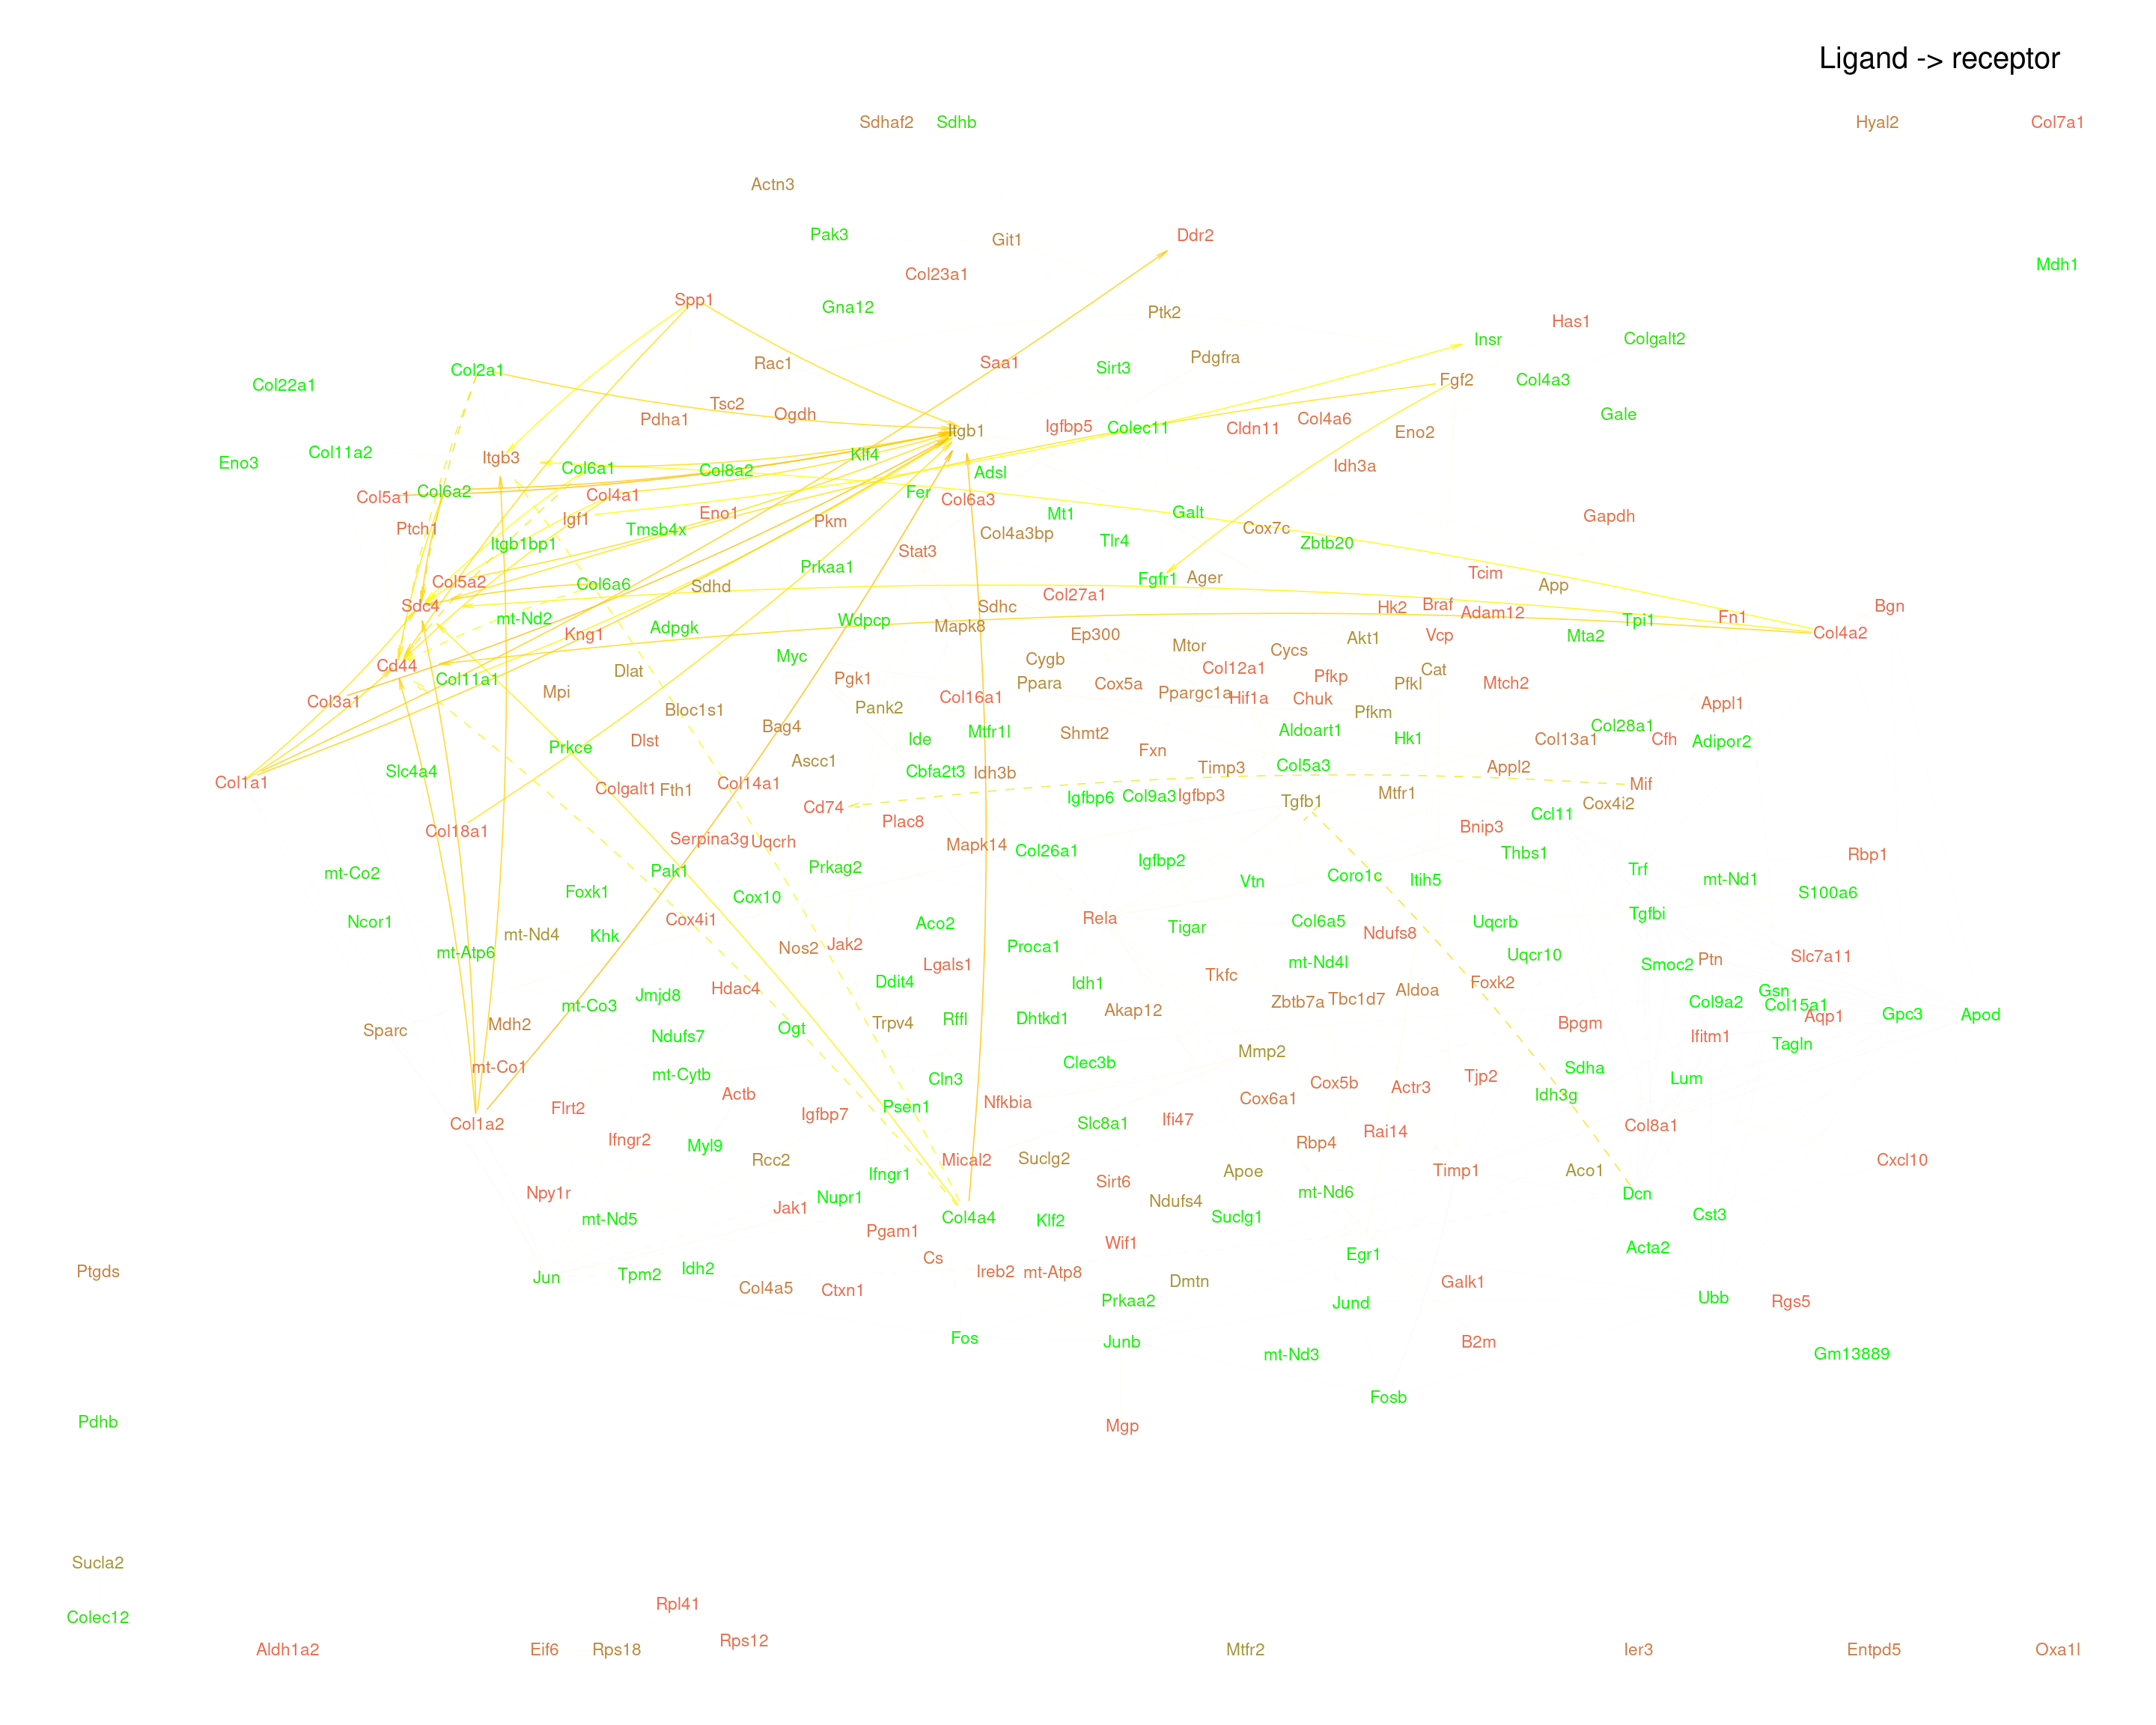 Ligand -> receptor
Sdhaf2 Sdhb Hyal2 Col7a1
Actn3
Pak3 Git1 Ddr2
Col23a1 Mdh1
Spp1 Gna12 Ptk2 Has1
Insr Colgalt2
Col2a1 Rac1 Saa1 Sirt3 Pdgfra
Col22a1 Fgf2 Col4a3
Pdha1 Tsc2 Ogdh Gale
Itgb1 Igfbp5 Colec11 Cldn11 Col4a6 Eno2
Eno3 Col11a2 Itgb3 Klf4
Col6a1 Col8a2 Adsl Idh3a
Col5a1 Col6a2 Col4a1 Fer Col6a3
Ptch1 Igf1 Eno1 Pkm Mt1 Galt Gapdh
Itgb1bp1 Tmsb4x Stat3 Col4a3bp Tlr4 Cox7c Zbtb20
Col5a2 Col6a6 Sdhd Prkaa1 Fgfr1 Ager Tcim App
Sdc4 mt-Nd2 Wdpcp Sdhc Col27a1 Hk2 Braf Adam12 Tpi1 Fn1 Bgn
Kng1 Adpgk Mapk8 Ep300 Mtor Akt1 Vcp Mta2 Col4a2
Cd44 Col11a1 Dlat Myc Cygb Cycs
Mpi Pgk1 Ppara Cox5a Col12a1 Pfkp Pfkl Cat Mtch2
Col3a1 Bloc1s1 Pank2 Col16a1 Ppargc1a Hif1a Chuk Pfkm Appl1
Prkce Dlst Bag4 Ide Mtfr1l Shmt2 Aldoart1 Hk1 Col13a1 Col28a1 Cfh Adipor2
Col1a1 Slc4a4 Colgalt1 Fth1 Col14a1 Ascc1 Cbfa2t3 Idh3b Fxn Timp3 Col5a3 Appl2 Mif
Cd74 Igfbp6 Col9a3 Igfbp3 Tgfb1 Mtfr1 Cox4i2
Col18a1 Serpina3g Uqcrh Plac8 Mapk14 Bnip3 Ccl11
mt-Co2 Pak1 Prkag2 Col26a1 Igfbp2 Coro1c Itih5 Thbs1 Trf mt-Nd1 Rbp1
Ncor1 Foxk1 Cox10 Vtn S100a6
mt-Atp6 mt-Nd4 Khk Cox4i1 Nos2 Jak2 Aco2 Rela Tigar Col6a5 Ndufs8 Uqcrb Tgfbi
Lgals1 Proca1 mt-Nd4l Uqcr10 Smoc2 Ptn Slc7a11
mt-Co3 Jmjd8 Hdac4 Ddit4 Idh1 Tkfc Zbtb7a Tbc1d7 Aldoa Foxk2 Col9a2 Gsn Col15a1
Sparc Mdh2 Ndufs7 Ogt Trpv4 Rffl Dhtkd1 Akap12 Bpgm Ifitm1 Aqp1 Gpc3 Apod
mt-Co1 mt-Cytb Cln3 Clec3b Mmp2 Cox5b Actr3 Tjp2 Sdha Lum Tagln
Col1a2 Flrt2 Actb Igfbp7 Psen1 Nfkbia Slc8a1 Ifi47 Cox6a1 Idh3g
Ifngr2 Myl9 Rbp4 Rai14 Col8a1
Npy1r Rcc2 Ifngr1 Mical2 Suclg2 Sirt6 Apoe Timp1 Aco1 Cxcl10
mt-Nd5 Jak1 Nupr1 Col4a4 Klf2 Ndufs4 Suclg1 mt-Nd6 Dcn Cst3
Ptgds Jun Tpm2 Idh2 Pgam1 Cs Ireb2 mt-Atp8 Wif1 Egr1 Acta2
Col4a5 Ctxn1 Prkaa2 Dmtn Jund Galk1 Ubb Rgs5
Fos Junb mt-Nd3 B2m Gm13889
Pdhb Mgp Fosb
Sucla2
Colec12 Rpl41
Aldh1a2 Eif6 Rps18 Rps12 Mtfr2 Ier3 Entpd5 Oxa1l